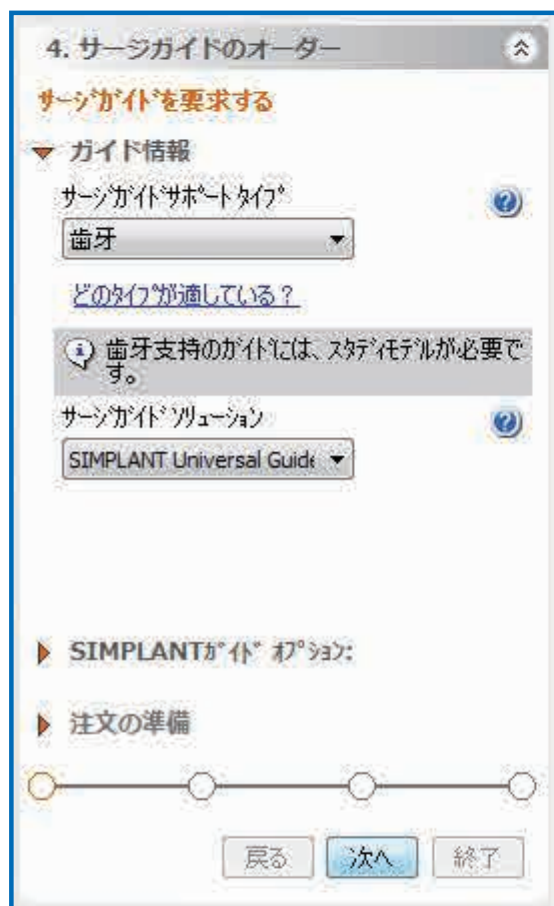 4. サージガイドのオーダー
サージガイドを要求する
ガイド情報
サージガイドサポートタイプ
歯牙
どのタイプが適している?
歯牙支持のガイドには、スタディモデルが必要で
す。
サージガイドソリューション
SIMPLANT Universal Guide
SIMPLANTガイド オプション:
注文の準備
戻る
次へ
終了